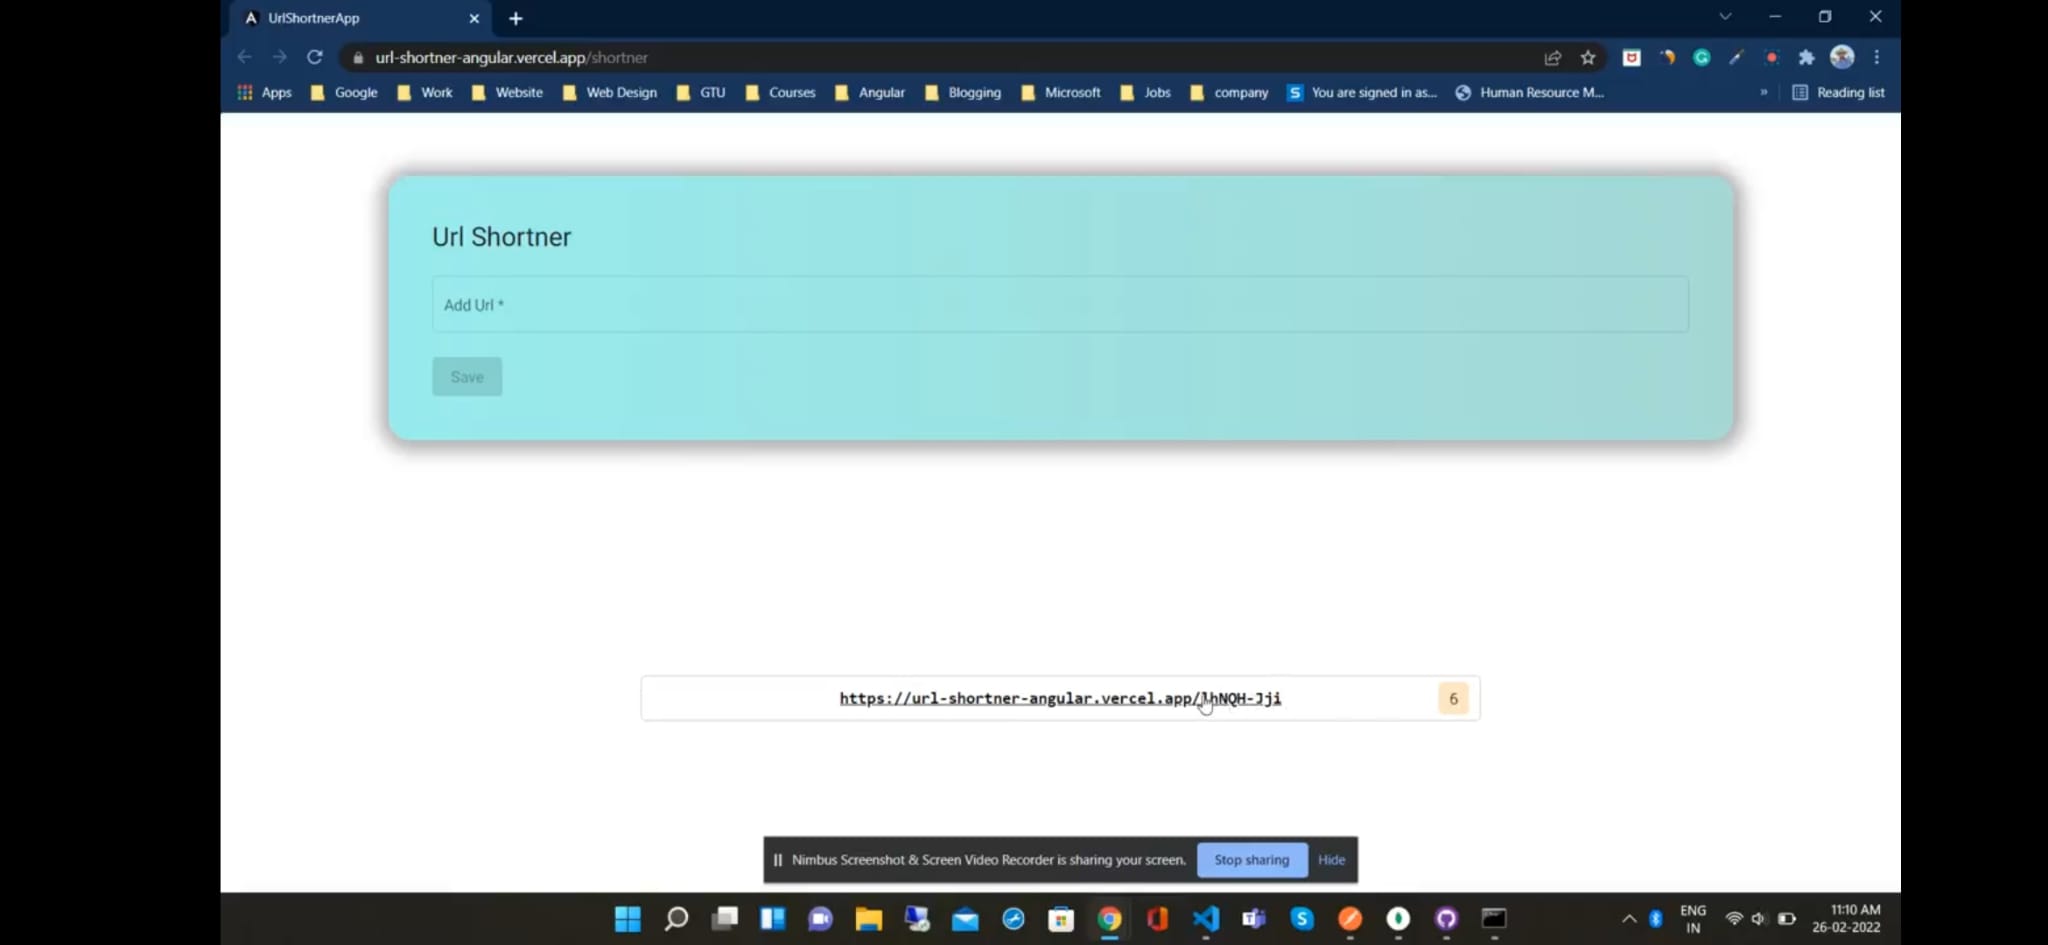 UrlShortnerApp
url-shortner-angular.vercel.app/shortner
Apps Google Work Website Web Design GTU Courses Angular Blogging Microsoft Jobs company You are signed in as... Human Resource M... » Reading list
Url Shortner
Add Url *
Save
https://url-shortner-angular.vercel.app/ 6
Nimbus Screenshot & Screen Video Recorder is sharing your screen. Stop sharing Hide
ENG
IN
11:10 AM
26-02-2022